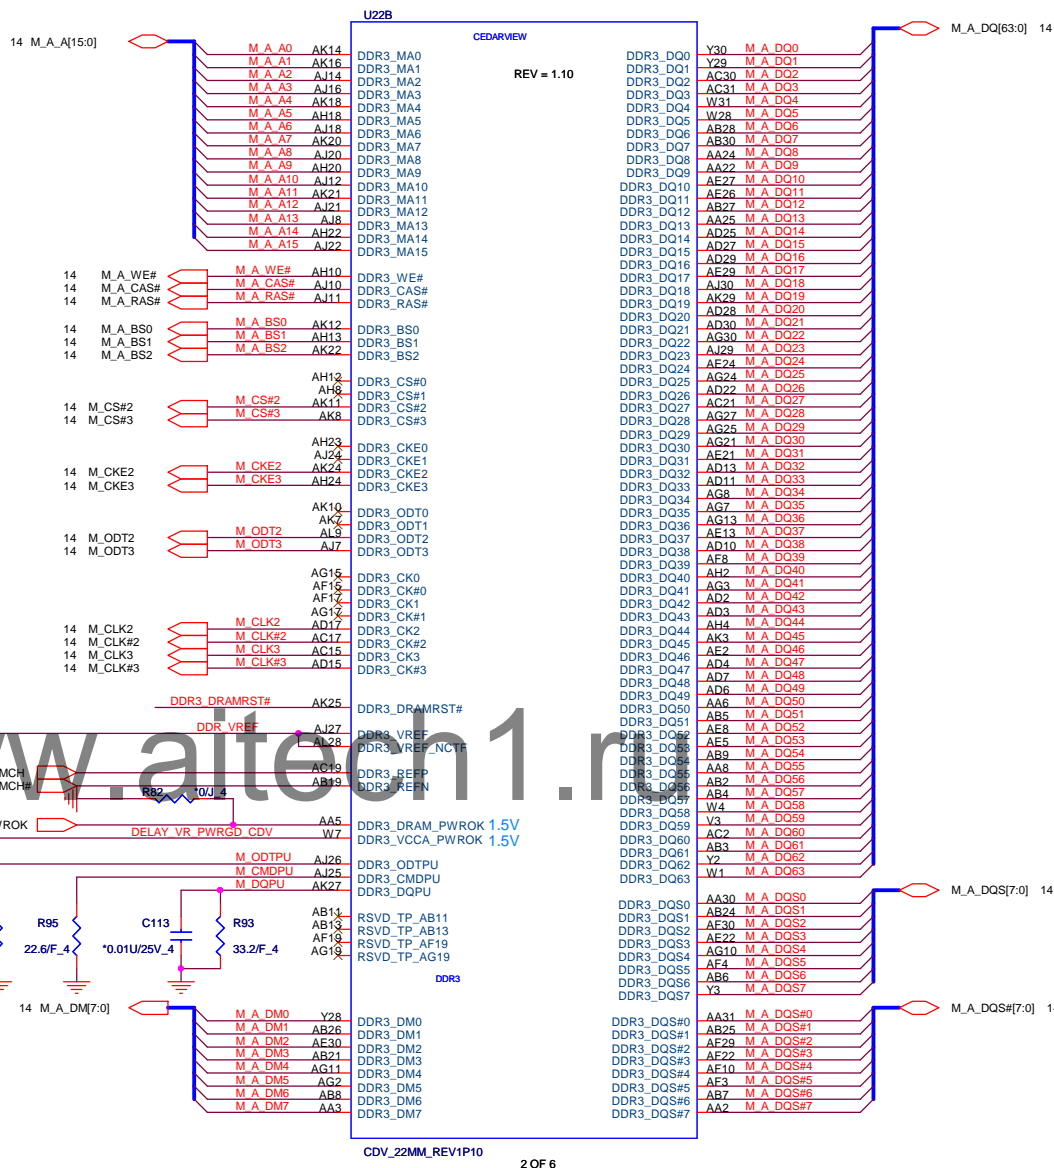 U22B
CEDARVIEW
REV = 1.10
14 M_A_A[15:0]
M_A_A0 AK14 DDR3_MA0
M_A_A1 AK16 DDR3_MA1
M_A_A2 AJ14 DDR3_MA2
M_A_A3 AJ16 DDR3_MA3
M_A_A4 AK18 DDR3_MA4
M_A_A5 AH18 DDR3_MA5
M_A_A6 AJ18 DDR3_MA6
M_A_A7 AK20 DDR3_MA7
M_A_A8 AJ20 DDR3_MA8
M_A_A9 AH20 DDR3_MA9
M_A_A10 AJ12 DDR3_MA10
M_A_A11 AK21 DDR3_MA11
M_A_A12 AJ21 DDR3_MA12
M_A_A13 AJ8 DDR3_MA13
M_A_A14 AH22 DDR3_MA14
M_A_A15 AJ22 DDR3_MA15
14 M_A_WE# M_A_WE# AH10 DDR3_WE#
14 M_A_CAS# M_A_CAS# AJ10 DDR3_CAS#
14 M_A_RAS# M_A_RAS# AJ11 DDR3_RAS#
14 M_A_BS0 M_A_BS0 AK12 DDR3_BS0
14 M_A_BS1 M_A_BS1 AH13 DDR3_BS1
14 M_A_BS2 M_A_BS2 AK22 DDR3_BS2
AH12 DDR3_CS#0
AH8 DDR3_CS#1
14 M_CS#2 M_CS#2 AK11 DDR3_CS#2
14 M_CS#3 M_CS#3 AK8 DDR3_CS#3
AH23 DDR3_CKE0
AJ24 DDR3_CKE1
14 M_CKE2 M_CKE2 AK24 DDR3_CKE2
14 M_CKE3 M_CKE3 AH24 DDR3_CKE3
AK10 DDR3_ODT0
AK7 DDR3_ODT1
14 M_ODT2 M_ODT2 AL9 DDR3_ODT2
14 M_ODT3 M_ODT3 AJ7 DDR3_ODT3
AG15 DDR3_CK0
AF15 DDR3_CK#0
AF17 DDR3_CK1
AG17 DDR3_CK#1
14 M_CLK2 M_CLK2 AD17 DDR3_CK2
14 M_CLK#2 M_CLK#2 AC17 DDR3_CK#2
14 M_CLK3 M_CLK3 AC15 DDR3_CK3
14 M_CLK#3 M_CLK#3 AD15 DDR3_CK#3
DDR3_DRAMRST# AK25 DDR3_DRAMRST#
DDR_VREF AJ27 DDR3_VREF
AL28 DDR3_VREF_NCTF
w.aitech1.ru
MCH AC19 DDR3_REFP
MCH# AB19 DDR3_REFN
R82 *0/J_4
WROK AA5 DDR3_DRAM_PWROK 1.5V
DELAY_VR_PWRGD_CDV W7 DDR3_VCCA_PWROK 1.5V
M_ODTPU AJ26 DDR3_ODTPU
M_CMDPU AJ25 DDR3_CMDPU
M_DQPU AK27 DDR3_DQPU
AB11 RSVD_TP_AB11
AB13 RSVD_TP_AB13
AF19 RSVD_TP_AF19
AG19 RSVD_TP_AG19
R95 C113 R93
22.6/F_4 *0.01U/25V_4 33.2/F_4
DDR3
14 M_A_DM[7:0]
M_A_DM0 Y28 DDR3_DM0
M_A_DM1 AB26 DDR3_DM1
M_A_DM2 AE30 DDR3_DM2
M_A_DM3 AB21 DDR3_DM3
M_A_DM4 AG11 DDR3_DM4
M_A_DM5 AG2 DDR3_DM5
M_A_DM6 AB8 DDR3_DM6
M_A_DM7 AA3 DDR3_DM7
M_A_DQ[63:0] 14
DDR3_DQ0 Y30 M_A_DQ0
DDR3_DQ1 Y29 M_A_DQ1
DDR3_DQ2 AC30 M_A_DQ2
DDR3_DQ3 AC31 M_A_DQ3
DDR3_DQ4 W31 M_A_DQ4
DDR3_DQ5 W28 M_A_DQ5
DDR3_DQ6 AB28 M_A_DQ6
DDR3_DQ7 AB30 M_A_DQ7
DDR3_DQ8 AA24 M_A_DQ8
DDR3_DQ9 AA22 M_A_DQ9
DDR3_DQ10 AE27 M_A_DQ10
DDR3_DQ11 AE26 M_A_DQ11
DDR3_DQ12 AB27 M_A_DQ12
DDR3_DQ13 AA25 M_A_DQ13
DDR3_DQ14 AD25 M_A_DQ14
DDR3_DQ15 AD27 M_A_DQ15
DDR3_DQ16 AD29 M_A_DQ16
DDR3_DQ17 AE29 M_A_DQ17
DDR3_DQ18 AJ30 M_A_DQ18
DDR3_DQ19 AK29 M_A_DQ19
DDR3_DQ20 AD28 M_A_DQ20
DDR3_DQ21 AD30 M_A_DQ21
DDR3_DQ22 AG30 M_A_DQ22
DDR3_DQ23 AJ29 M_A_DQ23
DDR3_DQ24 AE24 M_A_DQ24
DDR3_DQ25 AG24 M_A_DQ25
DDR3_DQ26 AD22 M_A_DQ26
DDR3_DQ27 AC21 M_A_DQ27
DDR3_DQ28 AG27 M_A_DQ28
DDR3_DQ29 AG25 M_A_DQ29
DDR3_DQ30 AG21 M_A_DQ30
DDR3_DQ31 AE21 M_A_DQ31
DDR3_DQ32 AD13 M_A_DQ32
DDR3_DQ33 AD11 M_A_DQ33
DDR3_DQ34 AG8 M_A_DQ34
DDR3_DQ35 AG7 M_A_DQ35
DDR3_DQ36 AG13 M_A_DQ36
DDR3_DQ37 AE13 M_A_DQ37
DDR3_DQ38 AD10 M_A_DQ38
DDR3_DQ39 AF8 M_A_DQ39
DDR3_DQ40 AH2 M_A_DQ40
DDR3_DQ41 AG3 M_A_DQ41
DDR3_DQ42 AD2 M_A_DQ42
DDR3_DQ43 AD3 M_A_DQ43
DDR3_DQ44 AH4 M_A_DQ44
DDR3_DQ45 AK3 M_A_DQ45
DDR3_DQ46 AE2 M_A_DQ46
DDR3_DQ47 AD4 M_A_DQ47
DDR3_DQ48 AD7 M_A_DQ48
DDR3_DQ49 AD6 M_A_DQ49
DDR3_DQ50 AA6 M_A_DQ50
DDR3_DQ51 AB5 M_A_DQ51
DDR3_DQ52 AE8 M_A_DQ52
DDR3_DQ53 AE5 M_A_DQ53
DDR3_DQ54 AB9 M_A_DQ54
DDR3_DQ55 AA8 M_A_DQ55
DDR3_DQ56 AB2 M_A_DQ56
DDR3_DQ57 AB4 M_A_DQ57
DDR3_DQ58 W4 M_A_DQ58
DDR3_DQ59 V3 M_A_DQ59
DDR3_DQ60 AC2 M_A_DQ60
DDR3_DQ61 AB3 M_A_DQ61
DDR3_DQ62 Y2 M_A_DQ62
DDR3_DQ63 W1 M_A_DQ63
M_A_DQS[7:0] 14
DDR3_DQS0 AA30 M_A_DQS0
DDR3_DQS1 AB24 M_A_DQS1
DDR3_DQS2 AF30 M_A_DQS2
DDR3_DQS3 AE22 M_A_DQS3
DDR3_DQS4 AG10 M_A_DQS4
DDR3_DQS5 AF4 M_A_DQS5
DDR3_DQS6 AB6 M_A_DQS6
DDR3_DQS7 Y3 M_A_DQS7
M_A_DQS#[7:0] 14
DDR3_DQS#0 AA31 M_A_DQS#0
DDR3_DQS#1 AB25 M_A_DQS#1
DDR3_DQS#2 AF29 M_A_DQS#2
DDR3_DQS#3 AF22 M_A_DQS#3
DDR3_DQS#4 AF10 M_A_DQS#4
DDR3_DQS#5 AF3 M_A_DQS#5
DDR3_DQS#6 AB7 M_A_DQS#6
DDR3_DQS#7 AA2 M_A_DQS#7
CDV_22MM_REV1P10
2 OF 6